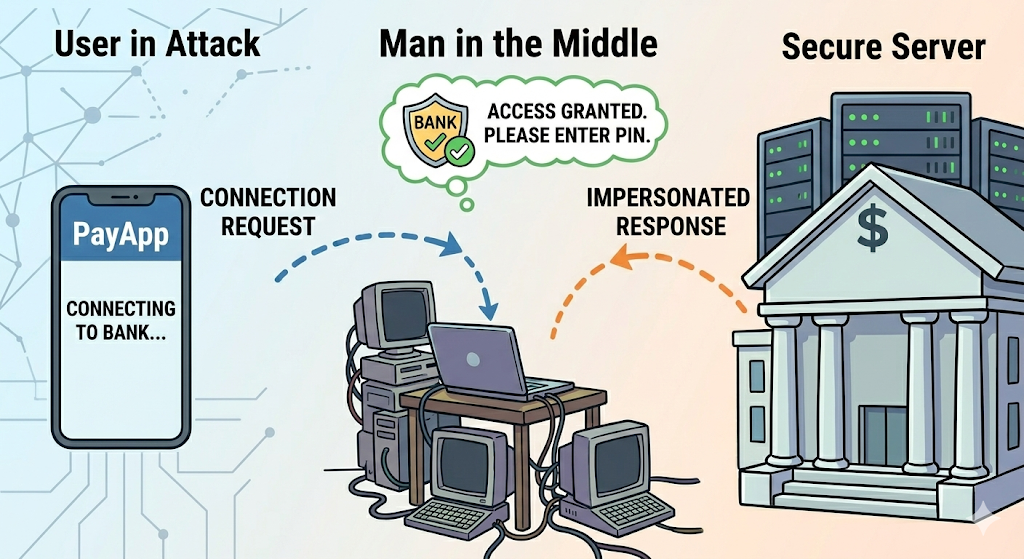 User in Attack
Man in the Middle
Secure Server
BANK
ACCESS GRANTED.
PLEASE ENTER PIN.
CONNECTION
REQUEST
IMPERSONATED
RESPONSE
$
PayApp
CONNECTING
TO BANK...